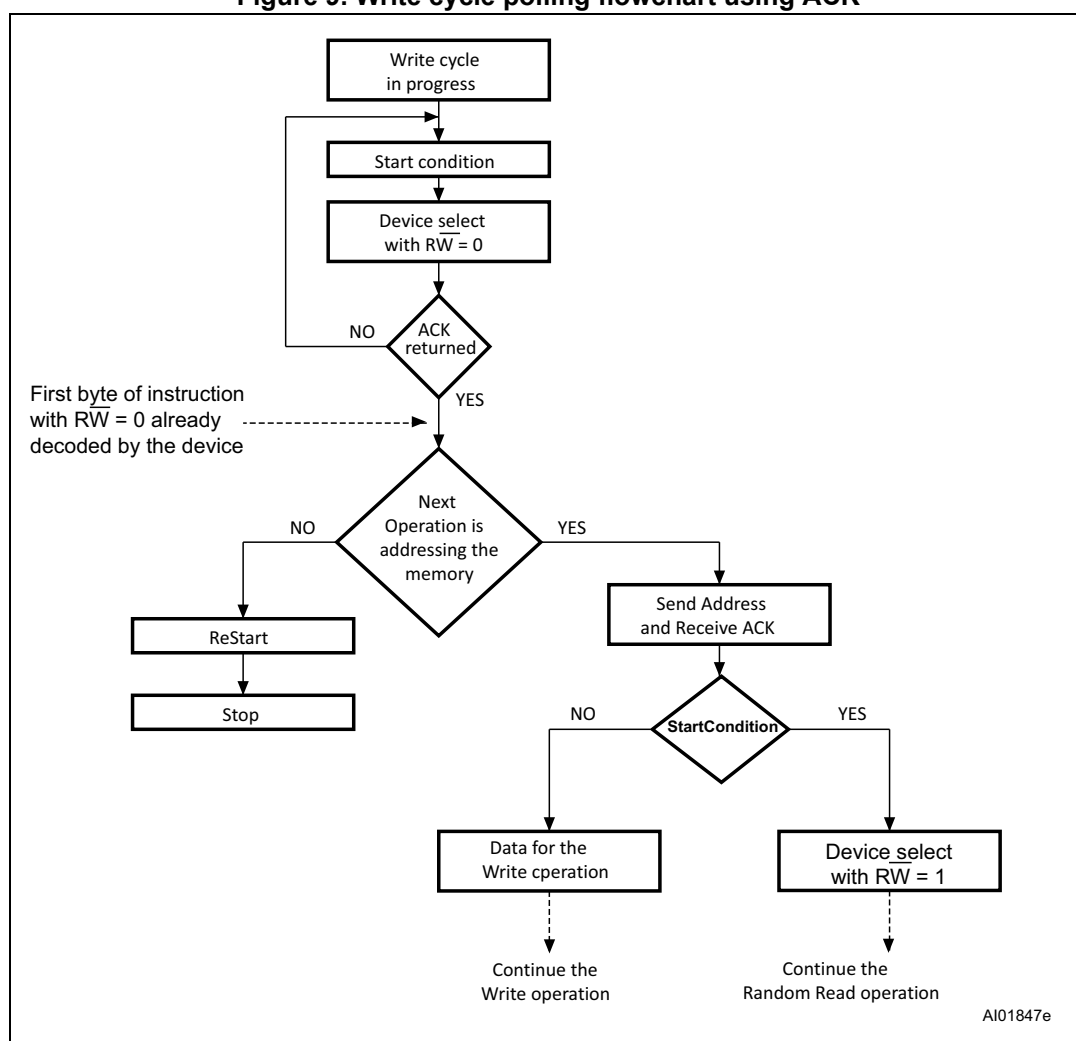 Figure 9. Write cycle polling flowchart using ACK
Write cycle
in progress
Start condition
Device select
with RW̅ = 0
NO
ACK
returned
YES
First byte of instruction
with RW̅ = 0 already
decoded by the device
Next
Operation is
addressing the
memory
NO
YES
ReStart
Stop
Send Address
and Receive ACK
NO
StartCondition
YES
Data for the
Write cperation
Device select
with RW̅ = 1
Continue the
Write operation
Continue the
Random Read operation
AI01847e